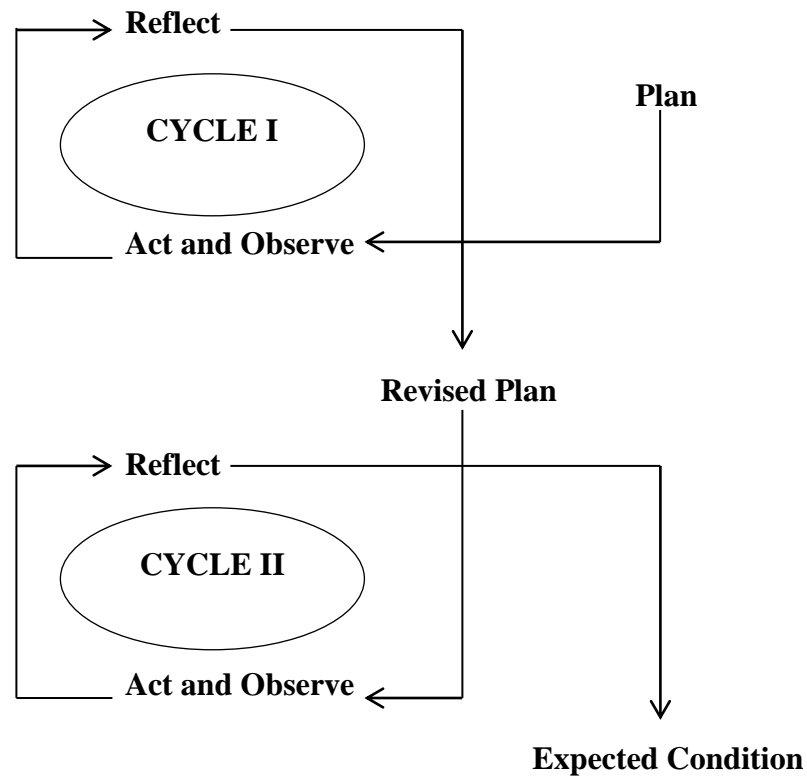 Reflect
Plan
CYCLE I
Act and Observe
Revised Plan
Reflect
CYCLE II
Act and Observe
Expected Condition